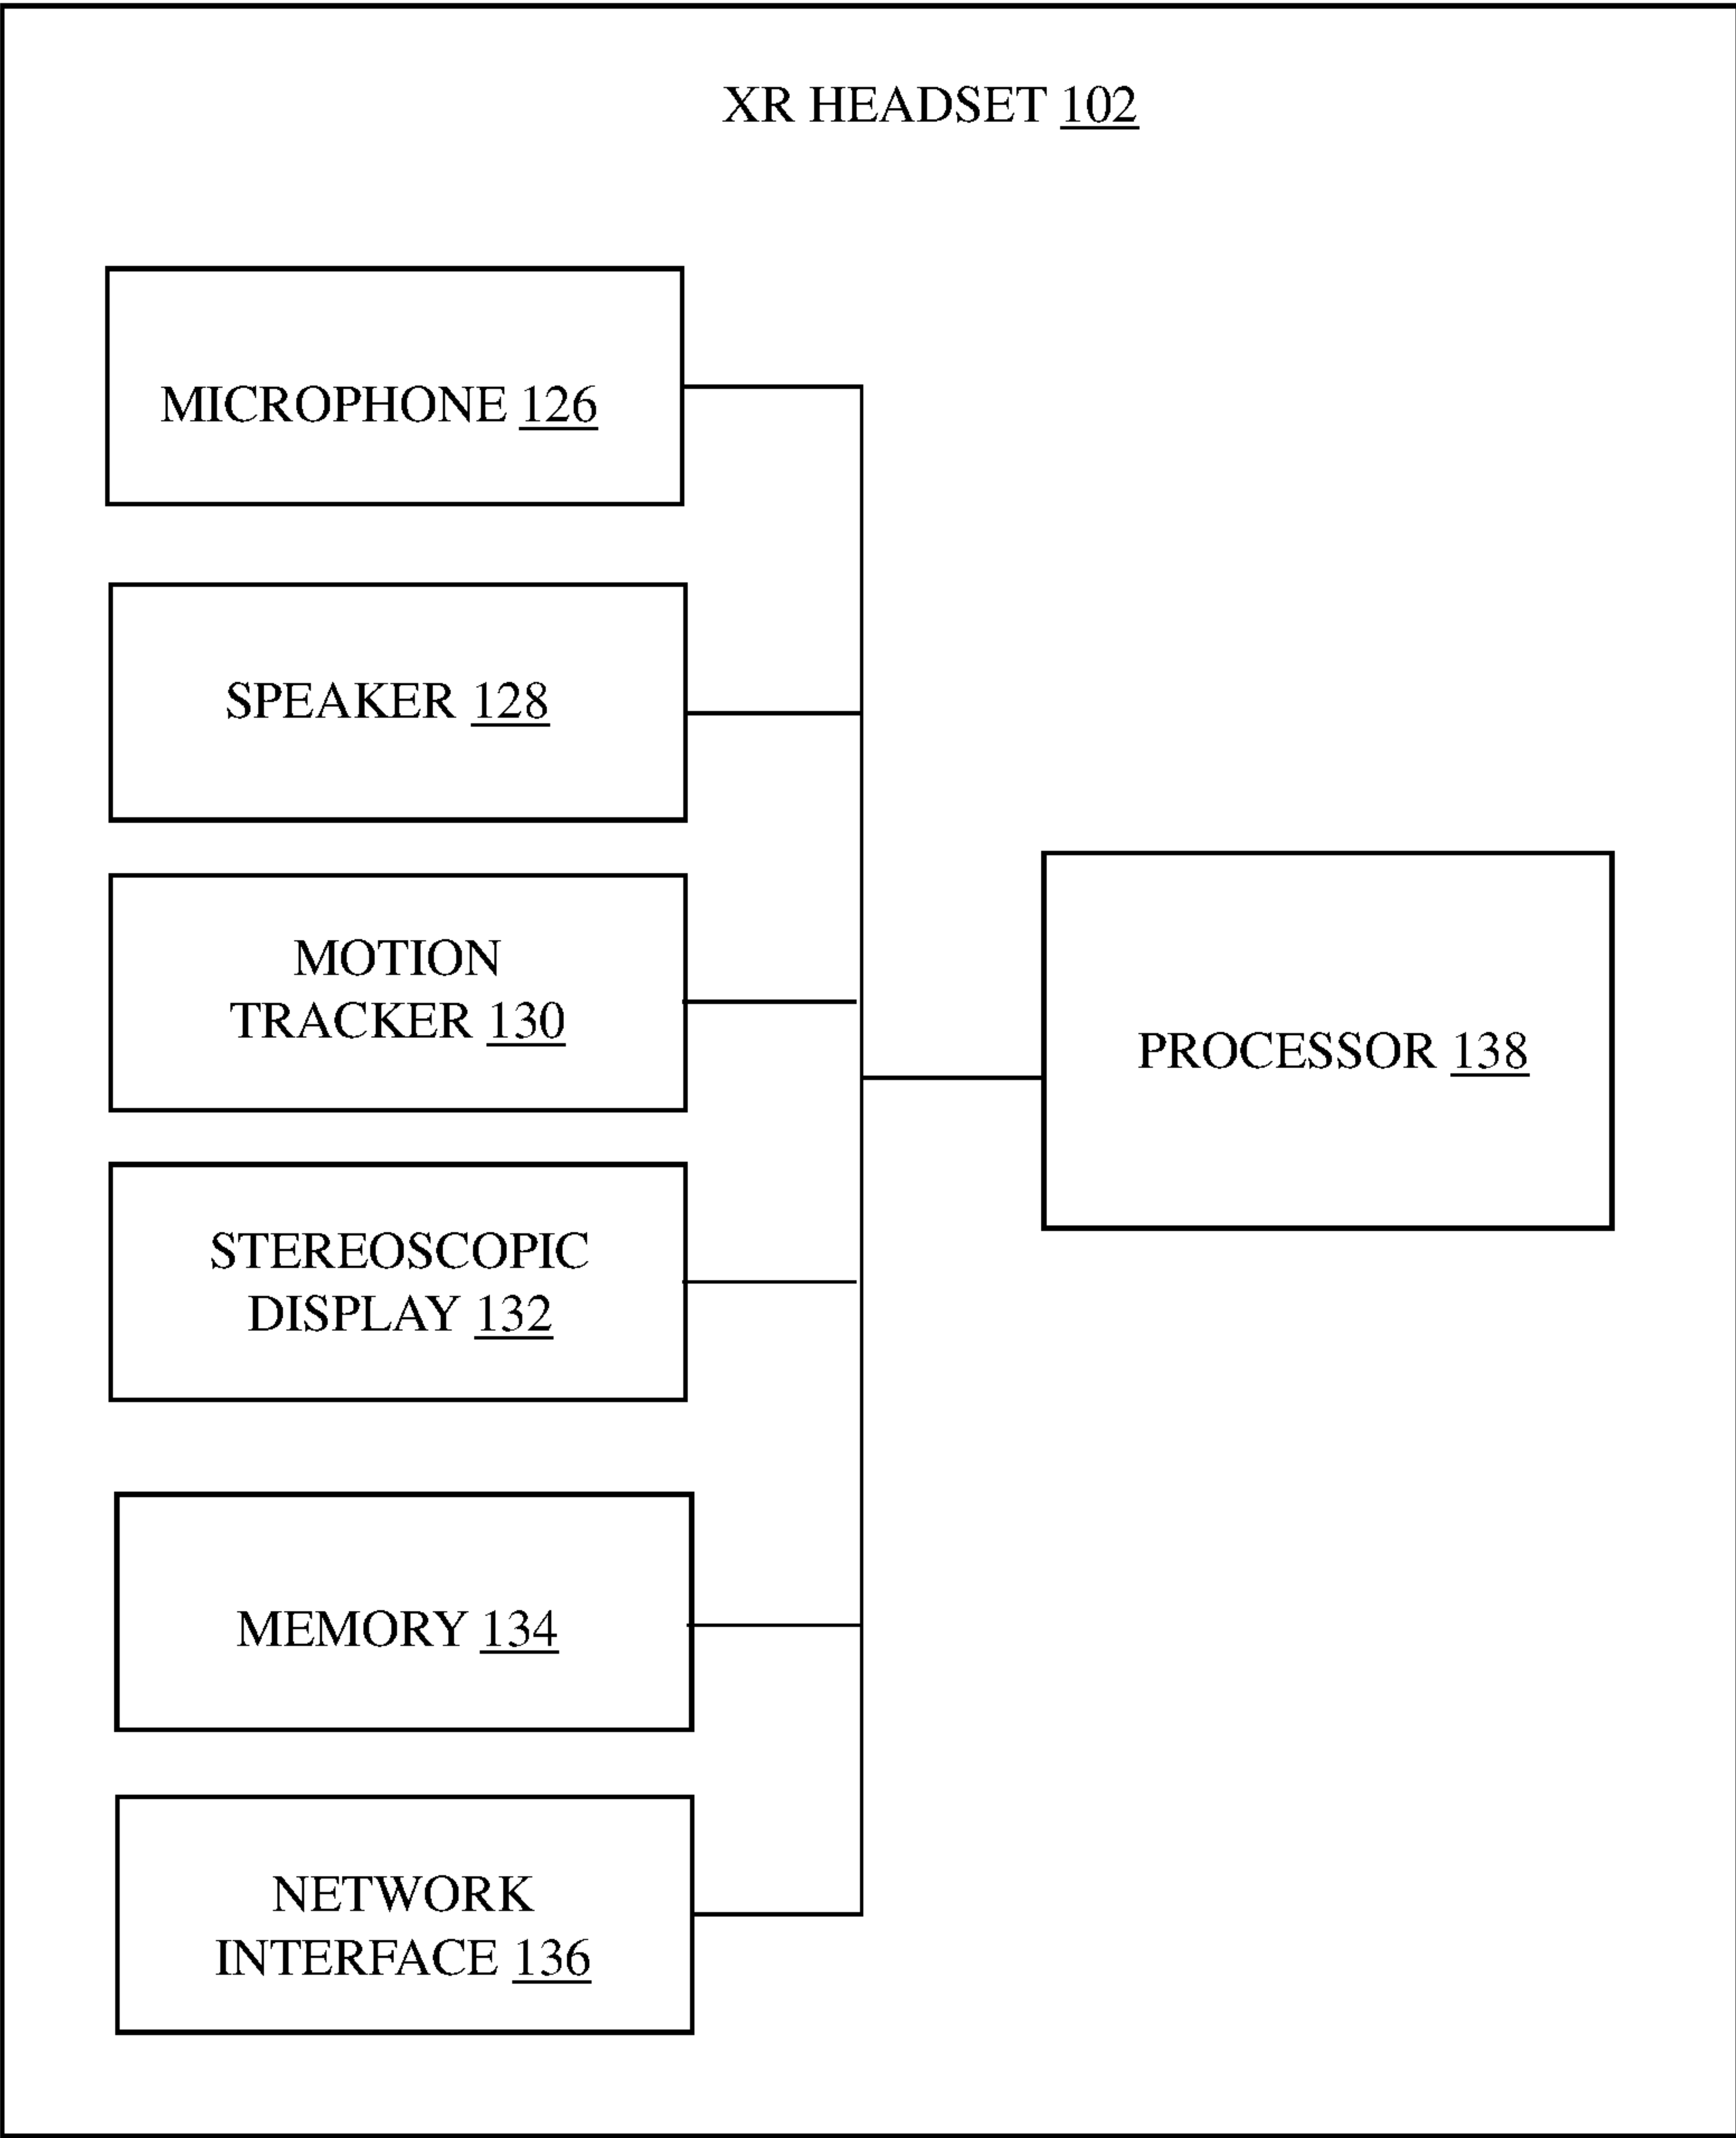 XR HEADSET 102
MICROPHONE 126
SPEAKER 128
MOTION
TRACKER 130
PROCESSOR 138
STEREOSCOPIC
DISPLAY 132
MEMORY 134
NETWORK
INTERFACE 136